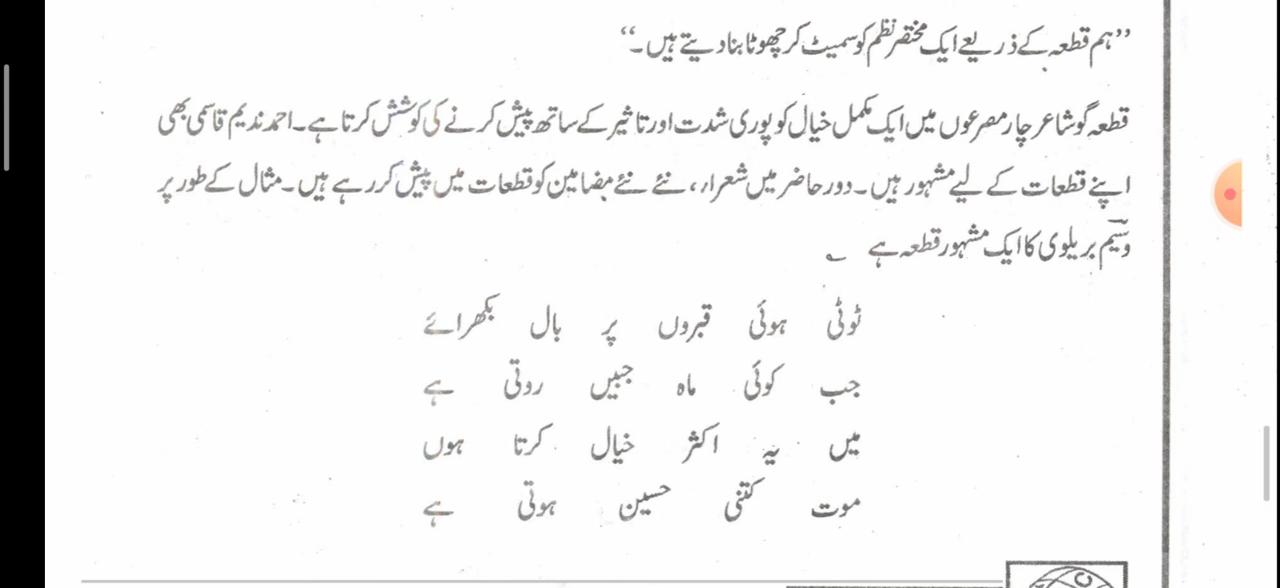 ”ہم قطعہ کے ذریعے ایک مختصر نظم کو سمیٹ کر چھوٹا بنا دیتے ہیں۔“
قطعہ گو شاعر چار مصرعوں میں ایک مکمل خیال کو پوری شدت اور تاثیر کے ساتھ پیش کرنے کی کوشش کرتا ہے۔ احمد ندیم قاسمی بھی
اپنے قطعات کے لیے مشہور ہیں۔ دور حاضر میں شعراء، نئے نئے مضامین کو قطعات میں پیش کر رہے ہیں۔ مثال کے طور پر
وسیمؔ بریلوی کا ایک مشہور قطعہ ہے ؎
ٹوٹی ہوئی قبروں پر بال بکھرائے
جب کوئی ماہ جبیں روتی ہے
میں یہ اکثر خیال کرتا ہوں
موت کتنی حسین ہوتی ہے